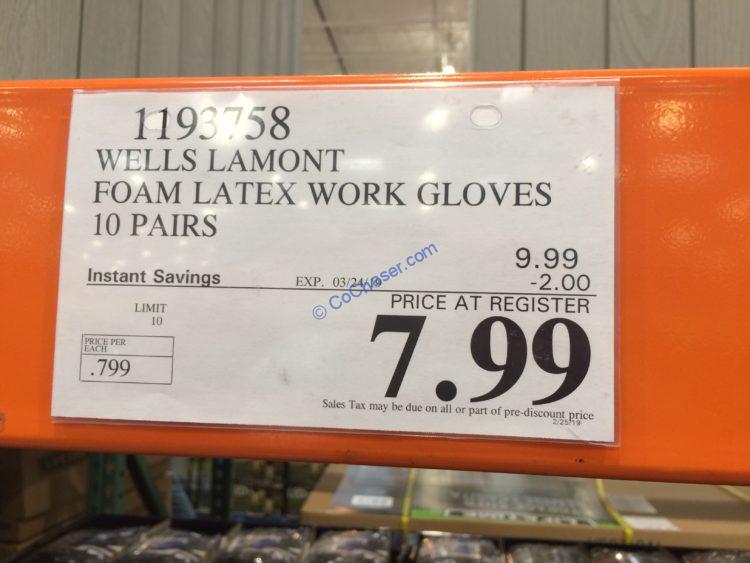 1193758
WELLS LAMONT
FOAM LATEX WORK GLOVES
10 PAIRS
9.99
Instant Savings EXP. 03/24/19 -2.00
PRICE AT REGISTER
LIMIT
10
7.99
PRICE PER
EACH
.799
Sales Tax may be due on all or part of pre-discount price
2/25/19
© CoChaser.com